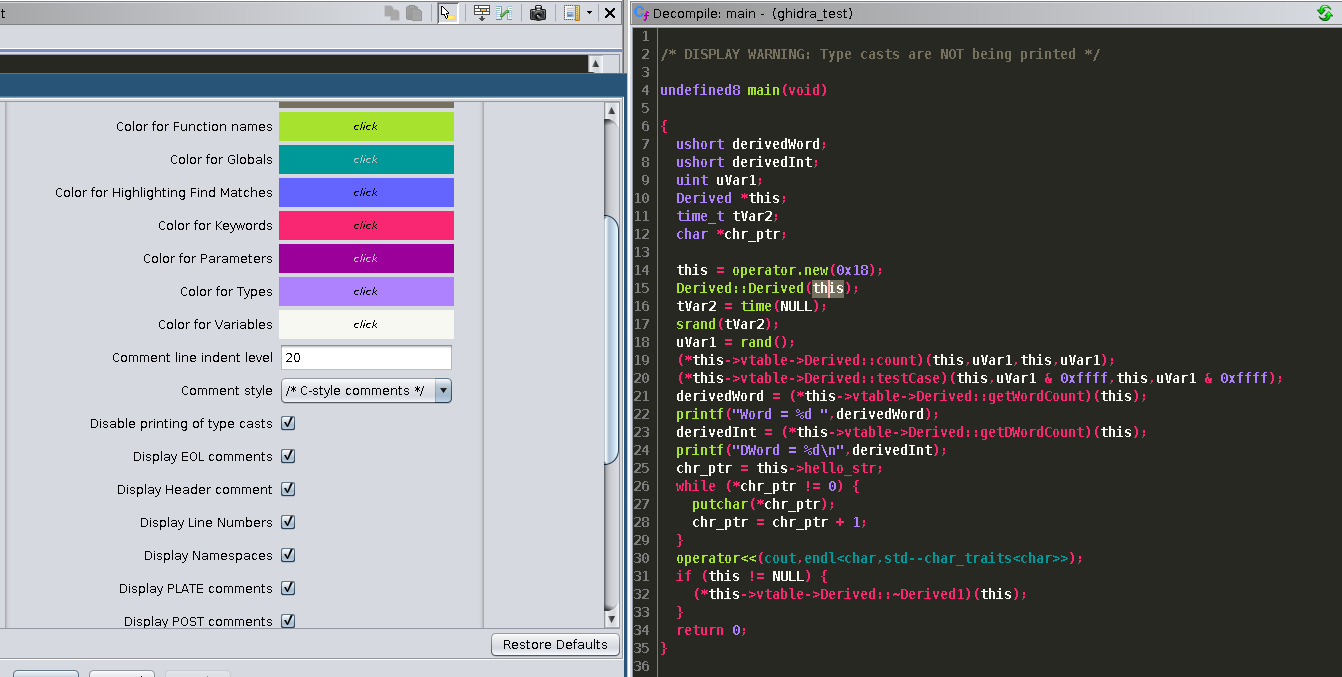 t
Color for Function names click
Color for Globals click
Color for Highlighting Find Matches click
Color for Keywords click
Color for Parameters click
Color for Types click
Color for Variables click
Comment line indent level 20
Comment style /* C-style comments */
Disable printing of type casts
Display EOL comments
Display Header comment
Display Line Numbers
Display Namespaces
Display PLATE comments
Display POST comments
Restore Defaults
Decompile: main - (ghidra_test)
1
2 /* DISPLAY WARNING: Type casts are NOT being printed */
3
4 undefined8 main(void)
5
6 {
7 ushort derivedWord;
8 ushort derivedInt;
9 uint uVar1;
10 Derived *this;
11 time_t tVar2;
12 char *chr_ptr;
13
14 this = operator.new(0x18);
15 Derived::Derived(this);
16 tVar2 = time(NULL);
17 srand(tVar2);
18 uVar1 = rand();
19 (*this->vtable->Derived::count)(this,uVar1,this,uVar1);
20 (*this->vtable->Derived::testCase)(this,uVar1 & 0xffff,this,uVar1 & 0xffff);
21 derivedWord = (*this->vtable->Derived::getWordCount)(this);
22 printf("Word = %d ",derivedWord);
23 derivedInt = (*this->vtable->Derived::getDWordCount)(this);
24 printf("DWord = %d\n",derivedInt);
25 chr_ptr = this->hello_str;
26 while (*chr_ptr != 0) {
27 putchar(*chr_ptr);
28 chr_ptr = chr_ptr + 1;
29 }
30 operator<<(cout,endl<char,std--char_traits<char>>);
31 if (this != NULL) {
32 (*this->vtable->Derived::~Derived1)(this);
33 }
34 return 0;
35 }
36